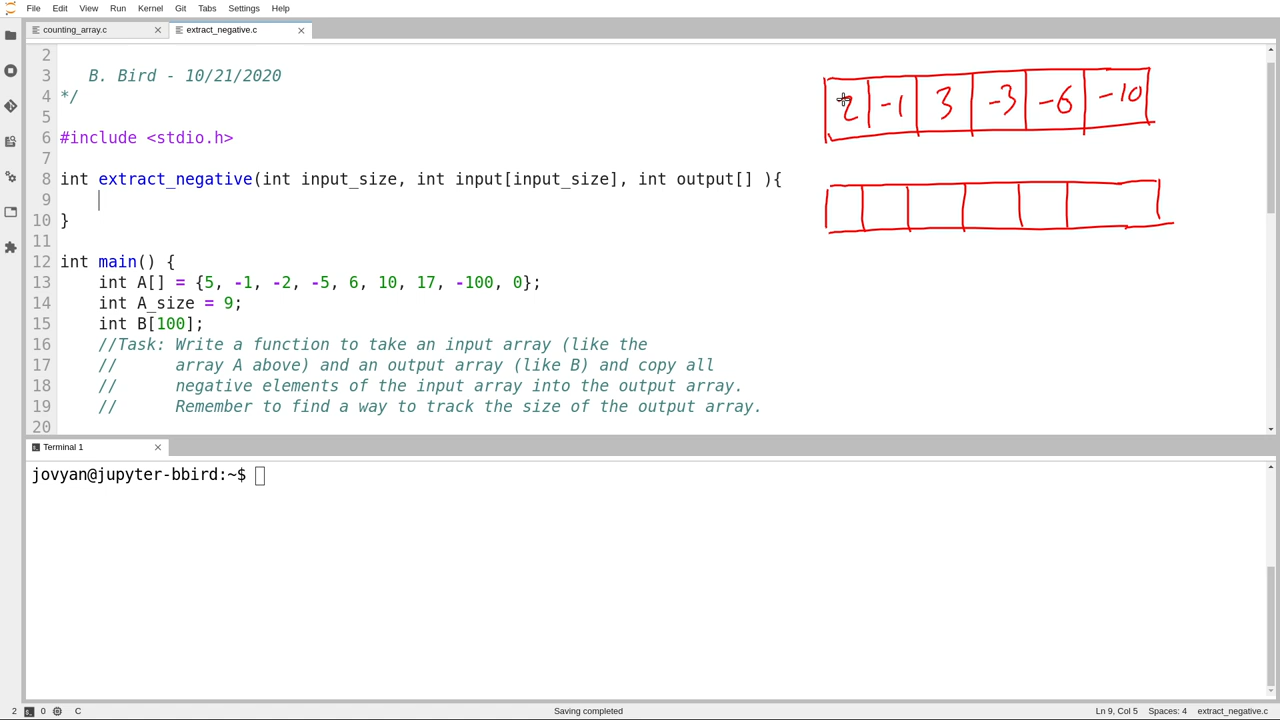 File Edit View Run Kernel Git Tabs Settings Help
counting_array.c extract_negative.c
2
3 B. Bird - 10/21/2020
4 */
5
6 #include <stdio.h>
7
8 int extract_negative(int input_size, int input[input_size], int output[] ){
9
10 }
11
12 int main() {
13 int A[] = {5, -1, -2, -5, 6, 10, 17, -100, 0};
14 int A_size = 9;
15 int B[100];
16 //Task: Write a function to take an input array (like the
17 // array A above) and an output array (like B) and copy all
18 // negative elements of the input array into the output array.
19 // Remember to find a way to track the size of the output array.
20
2 -1 3 -3 -6 -10
Terminal 1
jovyan@jupyter-bbird:~$
2 0 C Saving completed Ln 9, Col 5 Spaces: 4 extract_negative.c